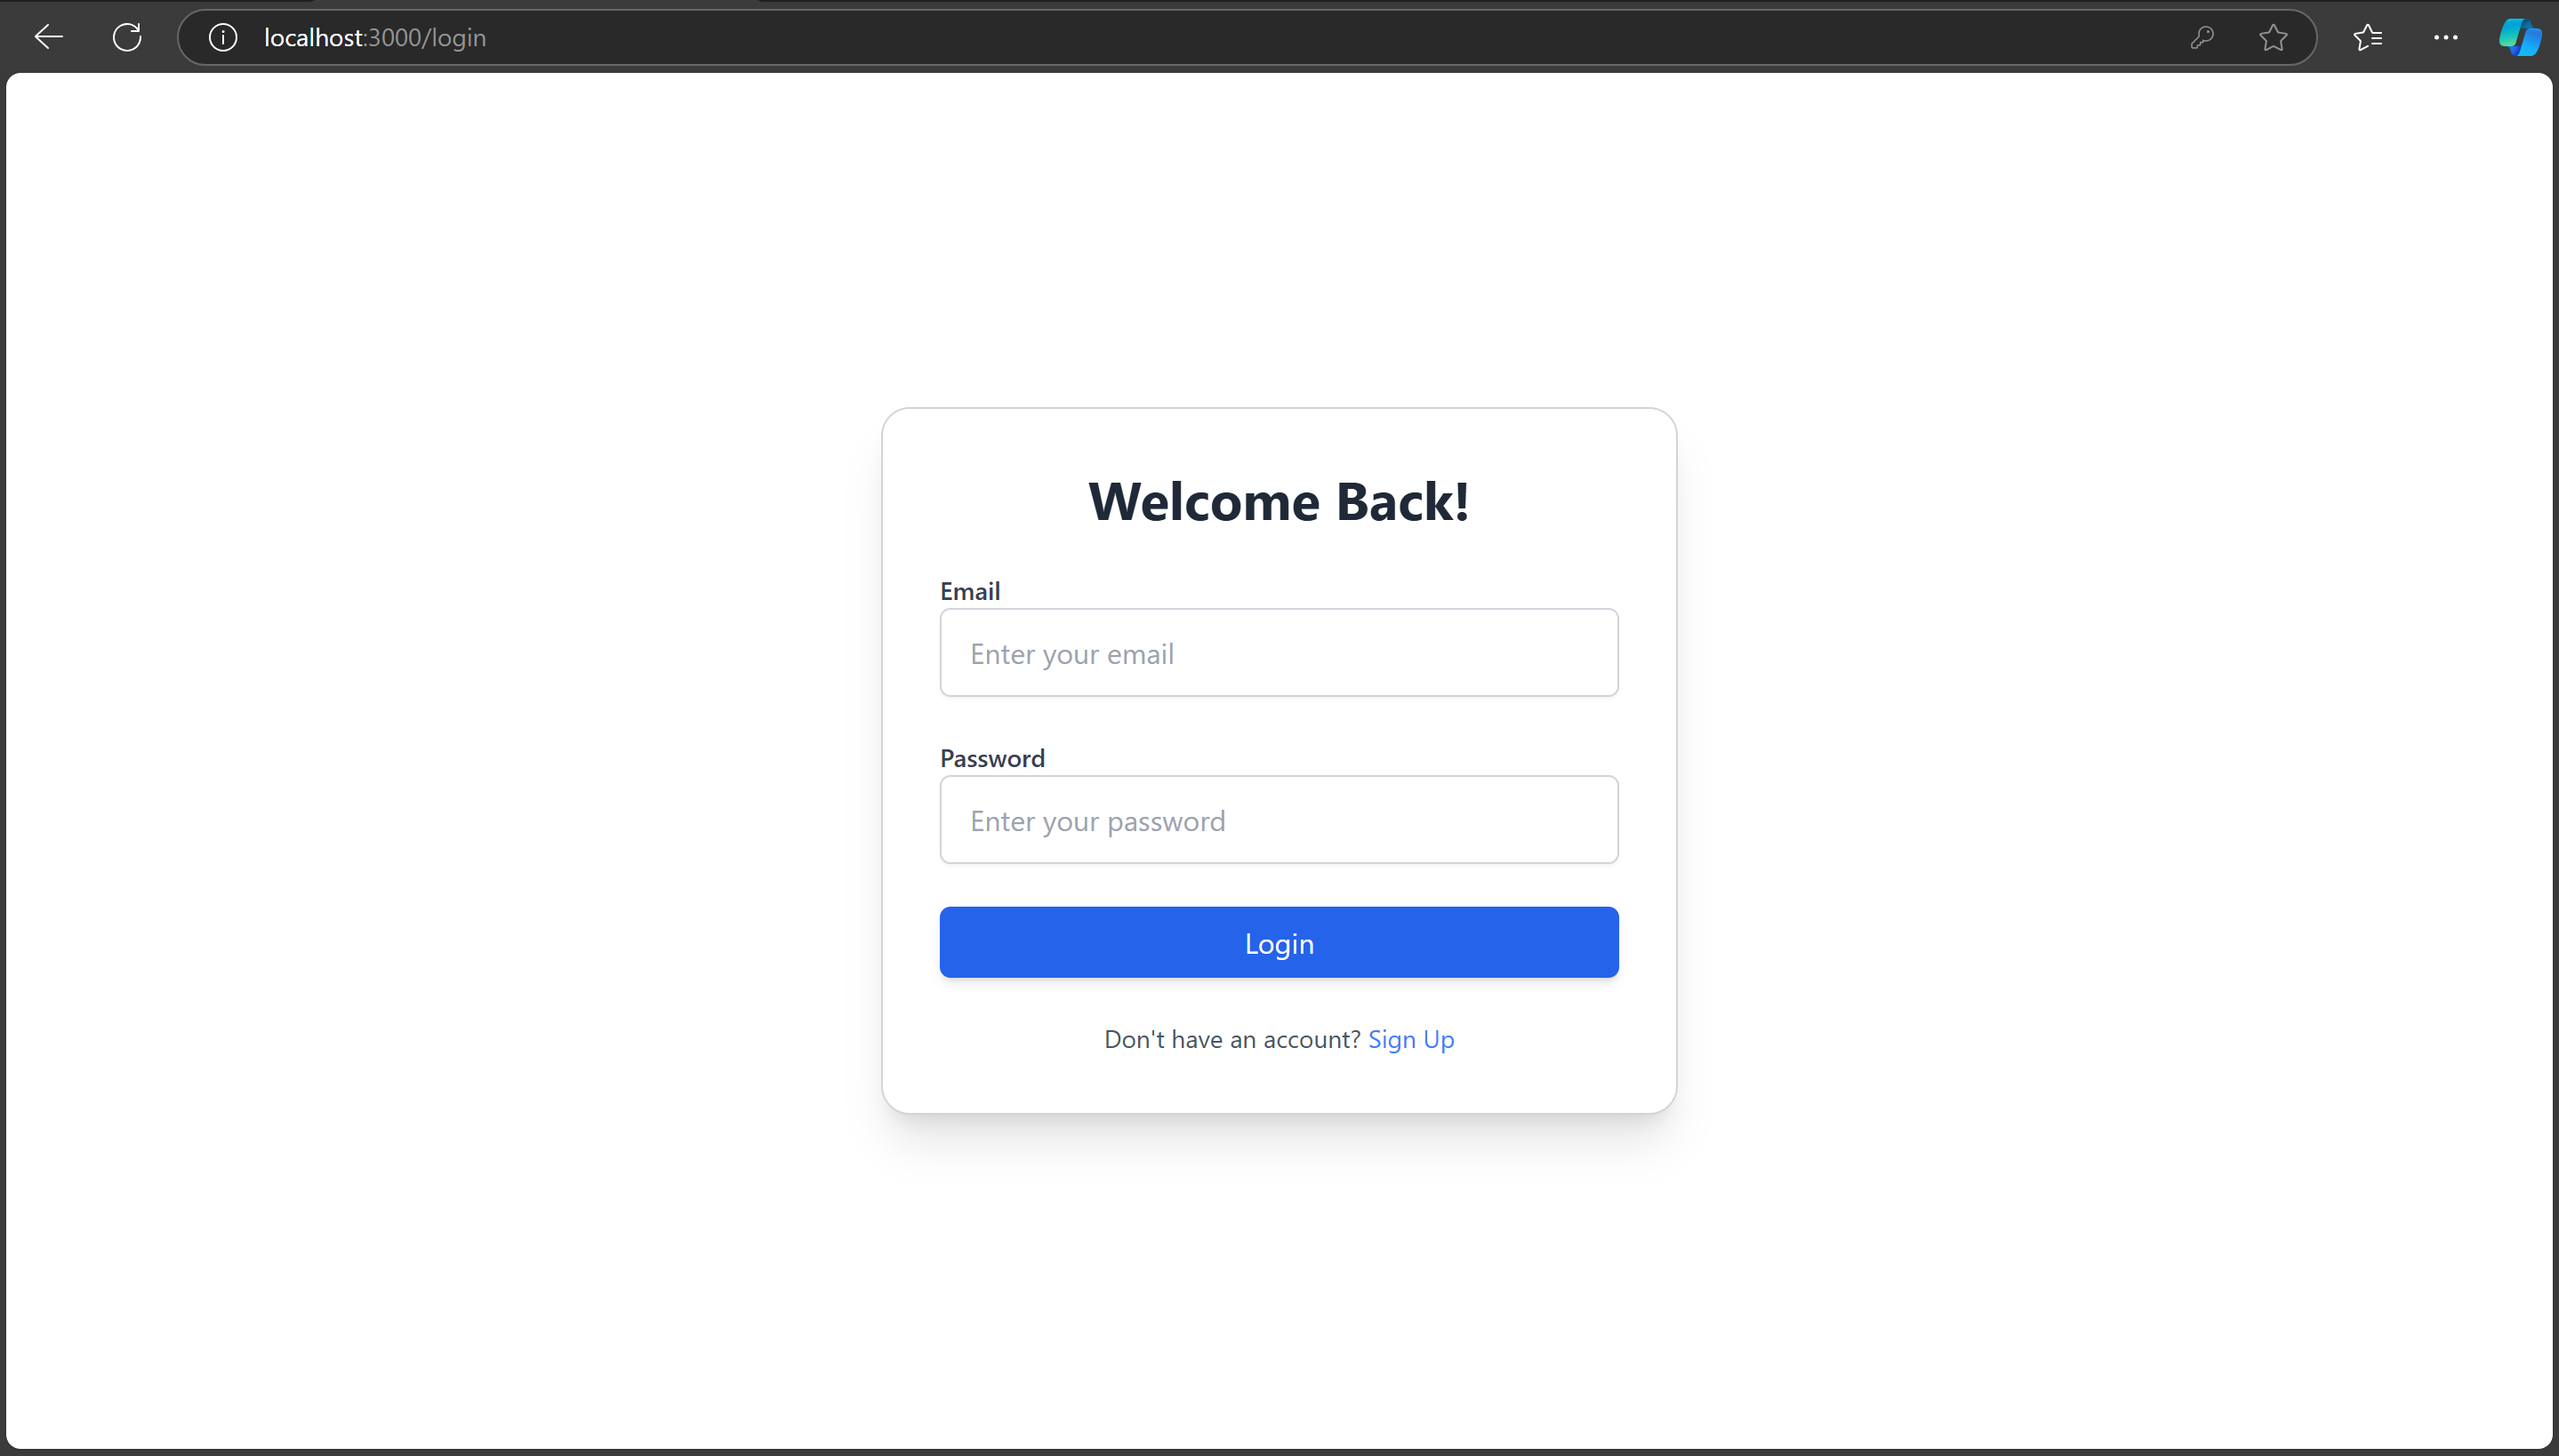 localhost:3000/login
Welcome Back!
Email
Enter your email
Password
Enter your password
Login
Don't have an account? Sign Up